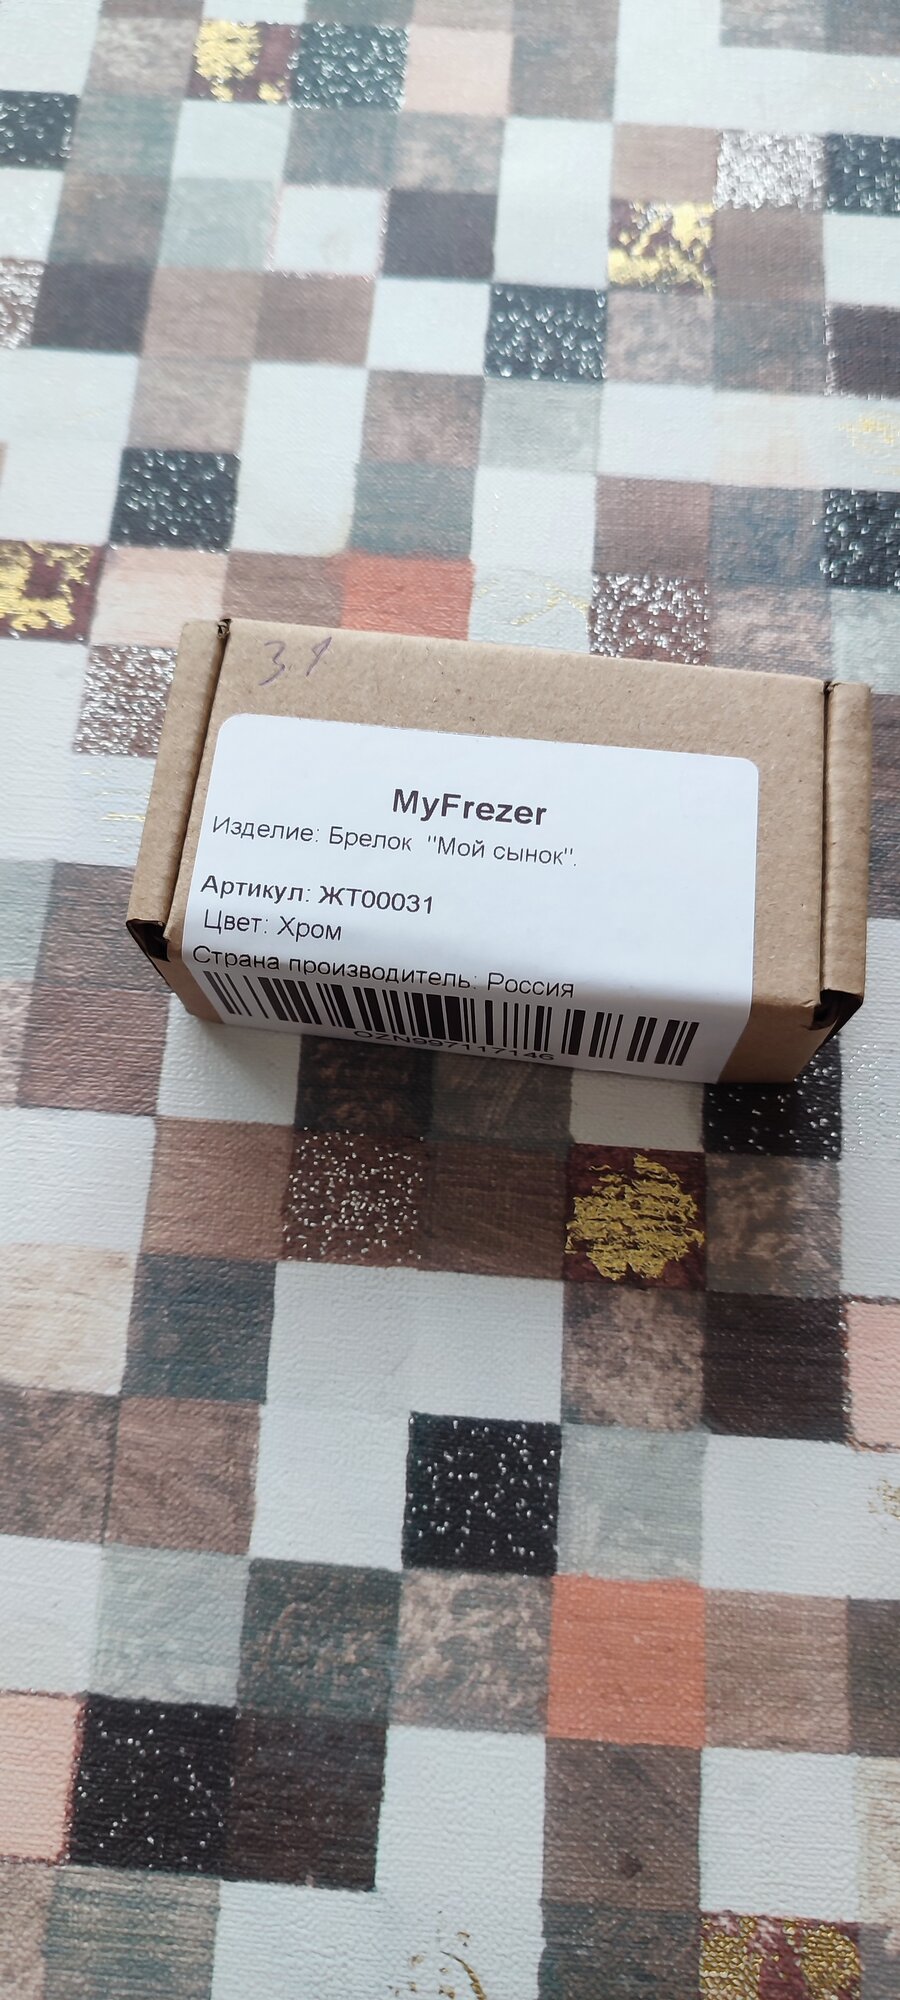 3.1
MyFrezer
Изделие: Брелок "Мой сынок".
Артикул: ЖТ00031
Цвет: Хром
Страна производитель: Россия
OZN997117146